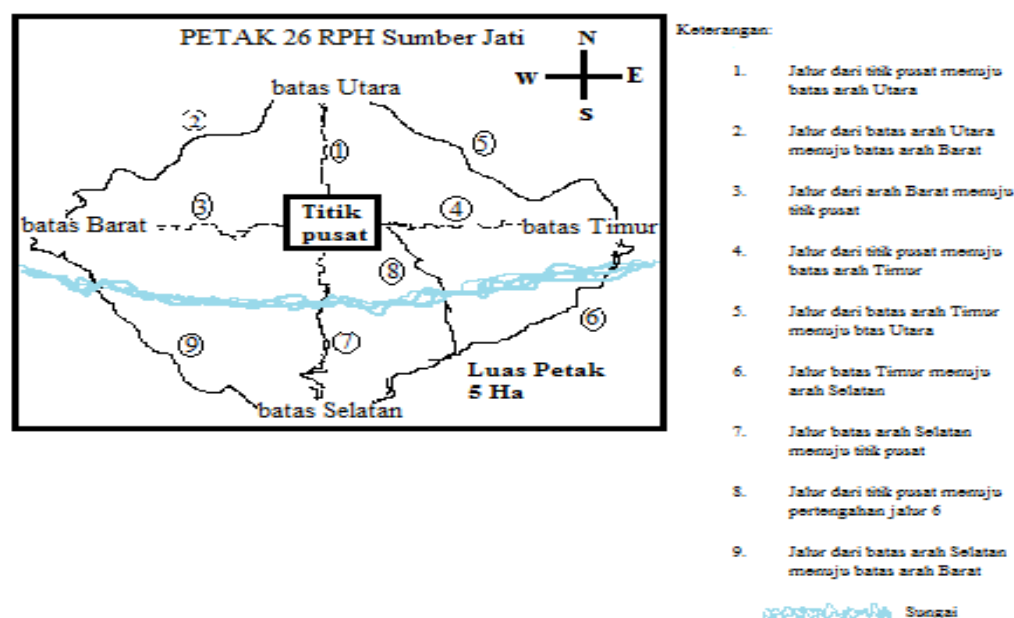 PETAK 26 RPH Sumber Jati
N
W E
S
batas Utara
2
1
5
3
4
batas Barat
Titik
pusat
batas Timur
8
6
9
7
Luas Petak
5 Ha
batas Selatan
Keterangan:
1. Jalur dari titik pusat menuju
batas arah Utara
2. Jalur dari batas arah Utara
menuju batas arah Barat
3. Jalur dari arah Barat menuju
titik pusat
4. Jalur dari titik pusat menuju
batas arah Timur
5. Jalur dari batas arah Timur
menuju btas Utara
6. Jalur batas Timur menuju
arah Selatan
7. Jalur batas arah Selatan
menuju titik pusat
8. Jalur dari titik pusat menuju
pertengahan jalur 6
9. Jalur dari batas arah Selatan
menuju batas arah Barat
Sungai